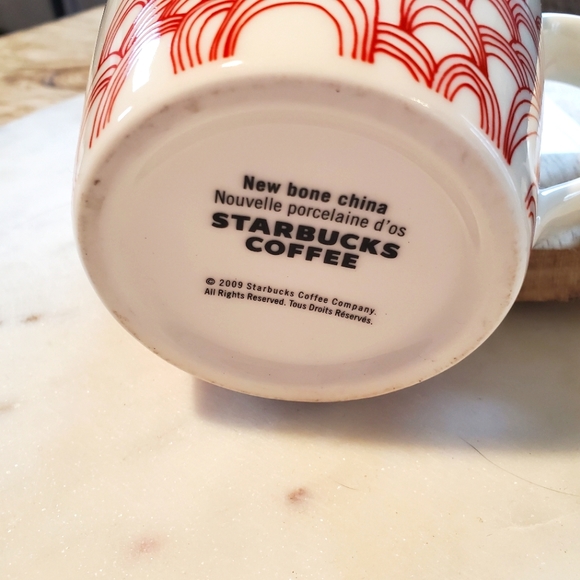 New bone china
Nouvelle porcelaine d'os
STARBUCKS
COFFEE
© 2009 Starbucks Coffee Company.
All Rights Reserved. Tous Droits Réservés.